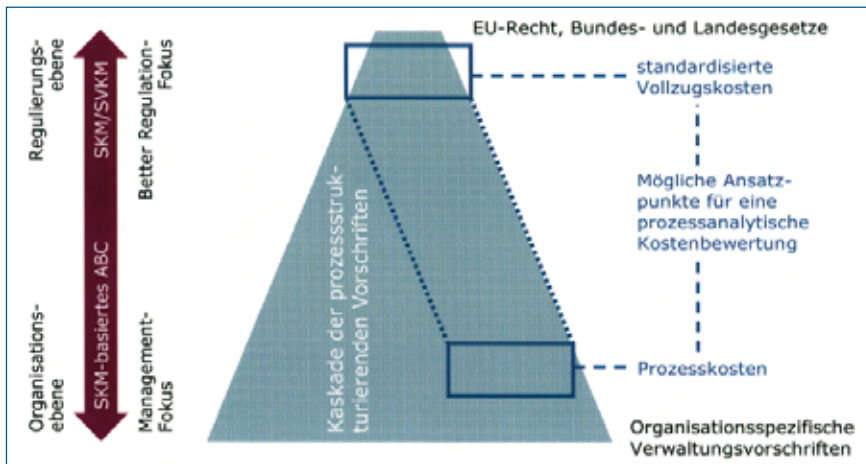 Regulierungs-
ebene
SKM/SVKM
Better Regulation-
Fokus
Organisations-
ebene
SKM-basiertes ABC
Management-
Fokus
Kaskade der prozessstruk-
turierenden Vorschriften
EU-Recht, Bundes- und Landesgesetze
standardisierte
Vollzugskosten
Mögliche Ansatz-
punkte für eine
prozessanalytische
Kostenbewertung
Prozesskosten
Organisationsspezifische
Verwaltungsvorschriften